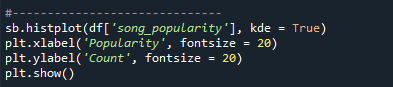 #-------------------------------
sb.histplot(df['song_popularity'], kde = True)
plt.xlabel('Popularity', fontsize = 20)
plt.ylabel('Count', fontsize = 20)
plt.show()